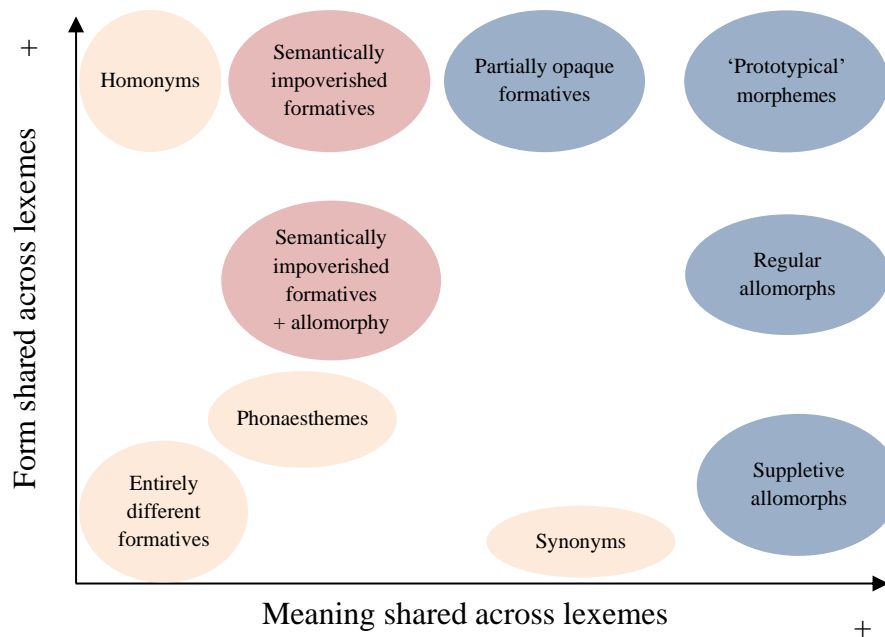 +
Form shared across lexemes
Homonyms
Semantically
impoverished
formatives
Partially opaque
formatives
‘Prototypical’
morphemes
Semantically
impoverished
formatives
+ allomorphy
Regular
allomorphs
Phonaesthemes
Entirely
different
formatives
Synonyms
Suppletive
allomorphs
Meaning shared across lexemes
+